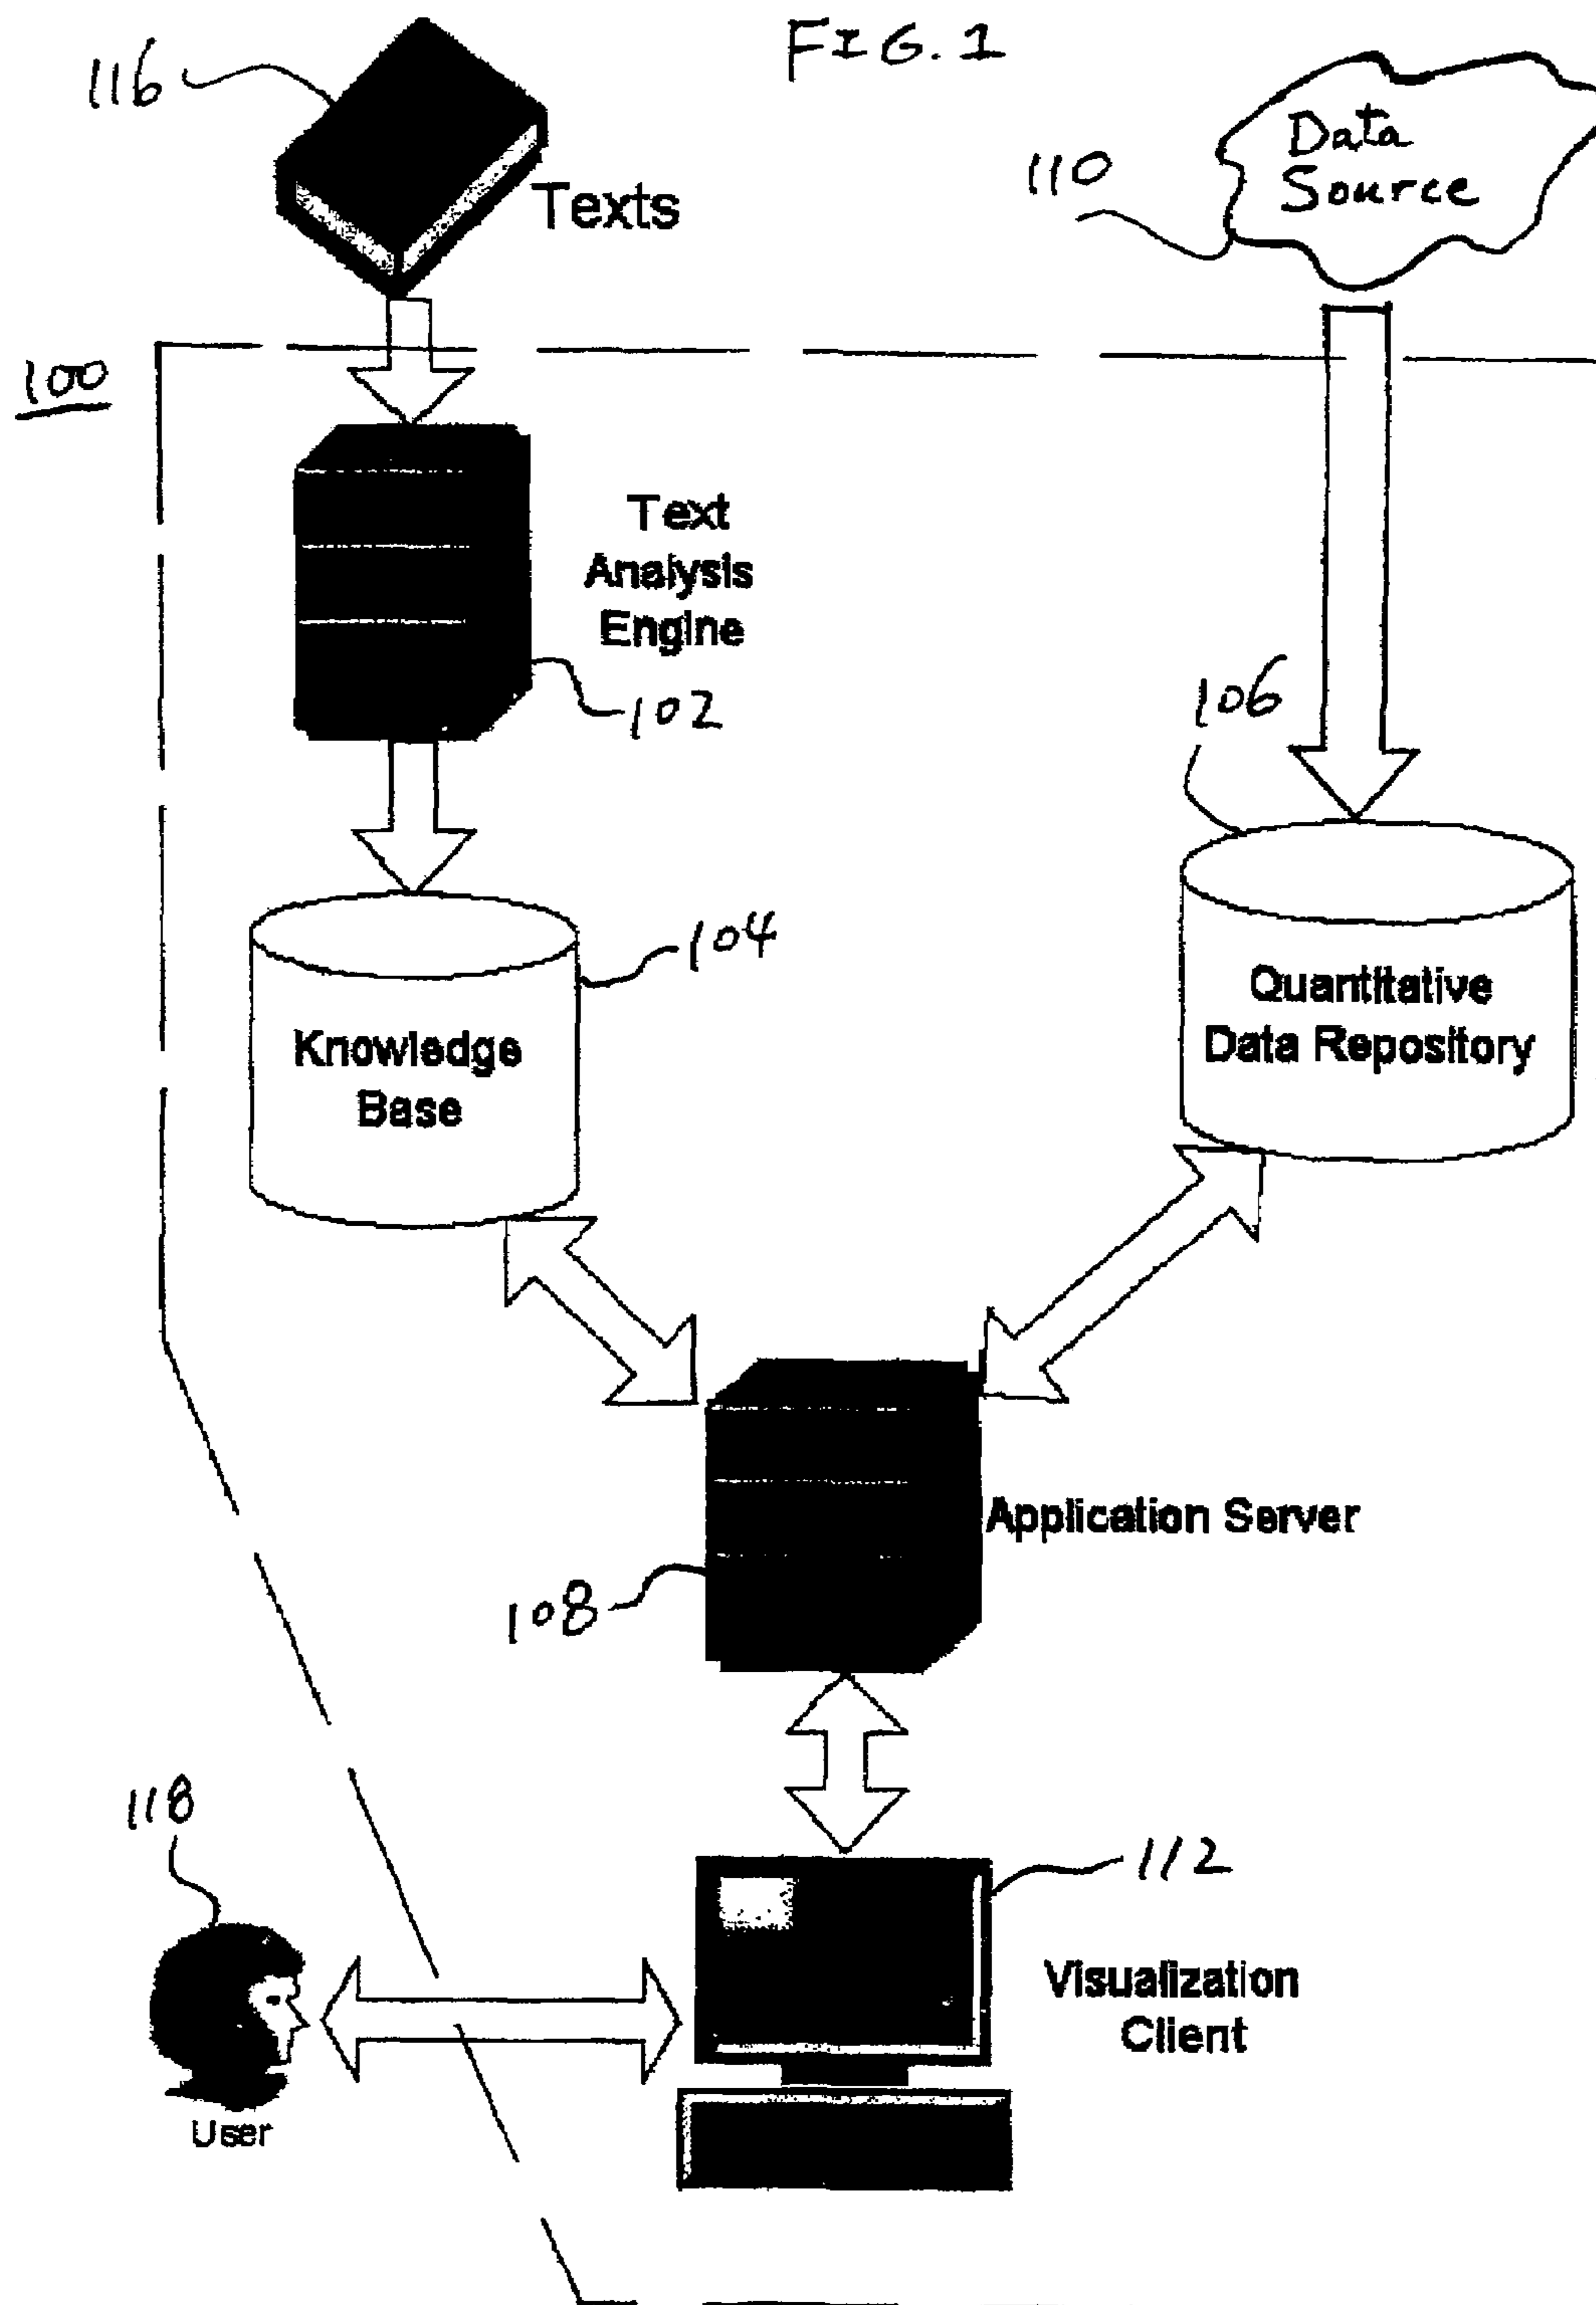 FIG. 1
116
Texts
110
Data
Source
100
Text
Analysis
Engine
102
106
104
Knowledge
Base
Quantitative
Data Repository
Application Server
108
118
112
Visualization
Client
User